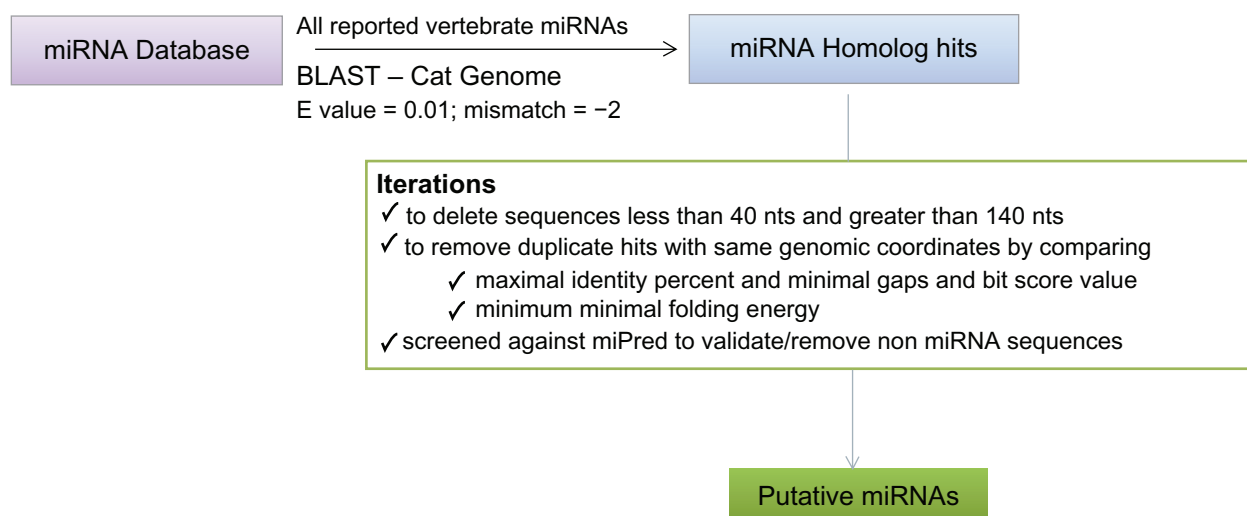 miRNA Database
All reported vertebrate miRNAs
BLAST – Cat Genome
E value = 0.01; mismatch = −2
miRNA Homolog hits
Iterations
✓ to delete sequences less than 40 nts and greater than 140 nts
✓ to remove duplicate hits with same genomic coordinates by comparing
✓ maximal identity percent and minimal gaps and bit score value
✓ minimum minimal folding energy
✓ screened against miPred to validate/remove non miRNA sequences
Putative miRNAs